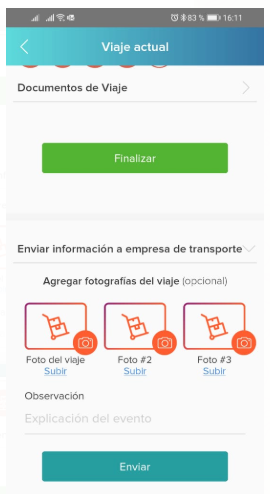 83 % 16:11
Viaje actual
Documentos de Viaje
Finalizar
Enviar información a empresa de transporte
Agregar fotografías del viaje (opcional)
Foto del viaje Foto #2 Foto #3
Subir Subir Subir
Observación
Explicación del evento
Enviar